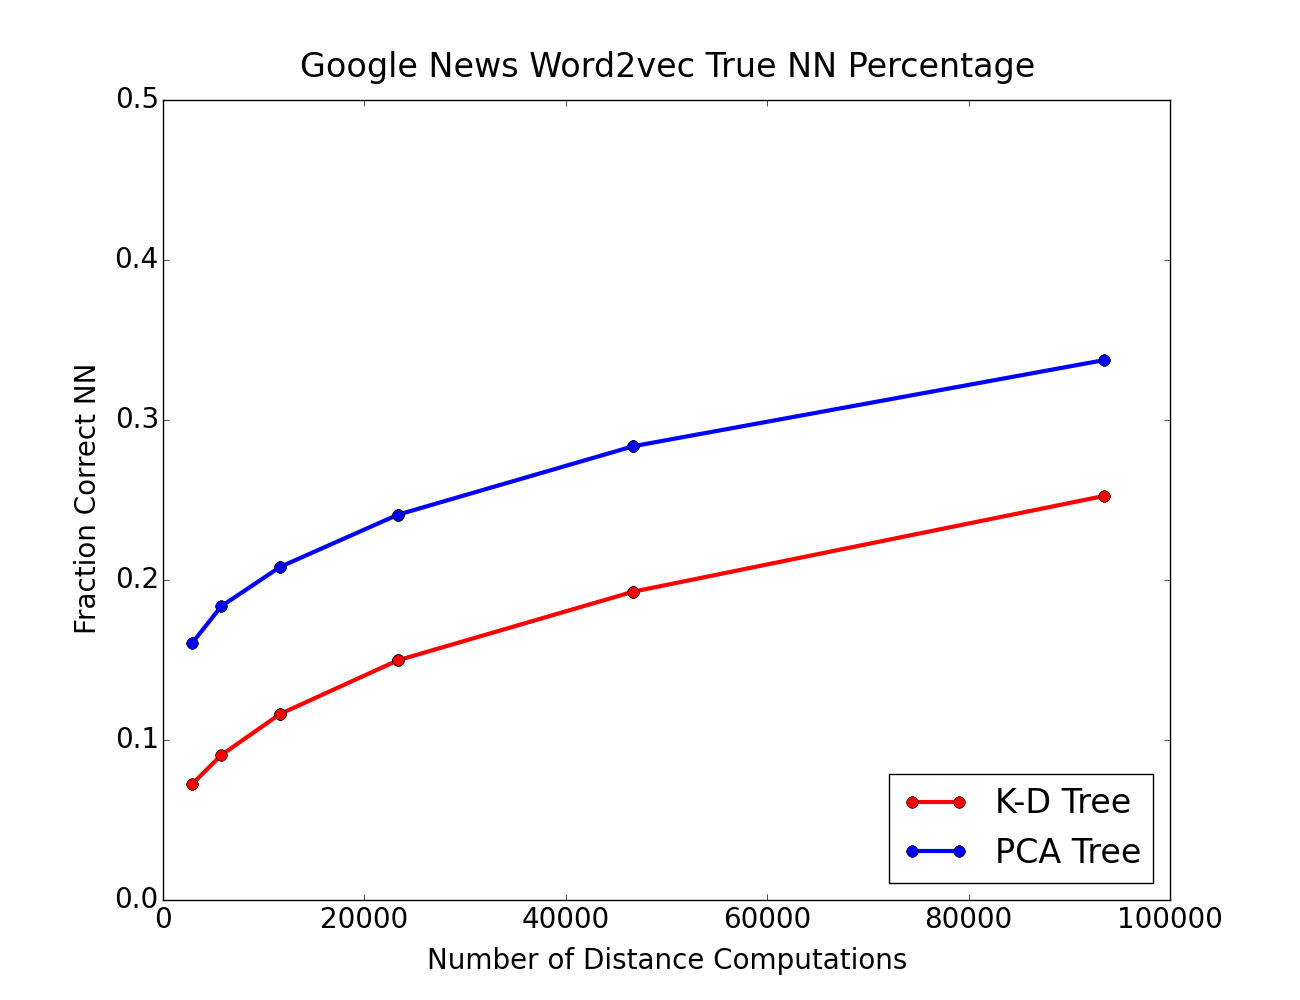 Google News Word2vec True NN Percentage
0.5
0.4
0.3
0.2
0.1
0.0
Fraction Correct NN
K-D Tree
PCA Tree
0 20000 40000 60000 80000 100000
Number of Distance Computations